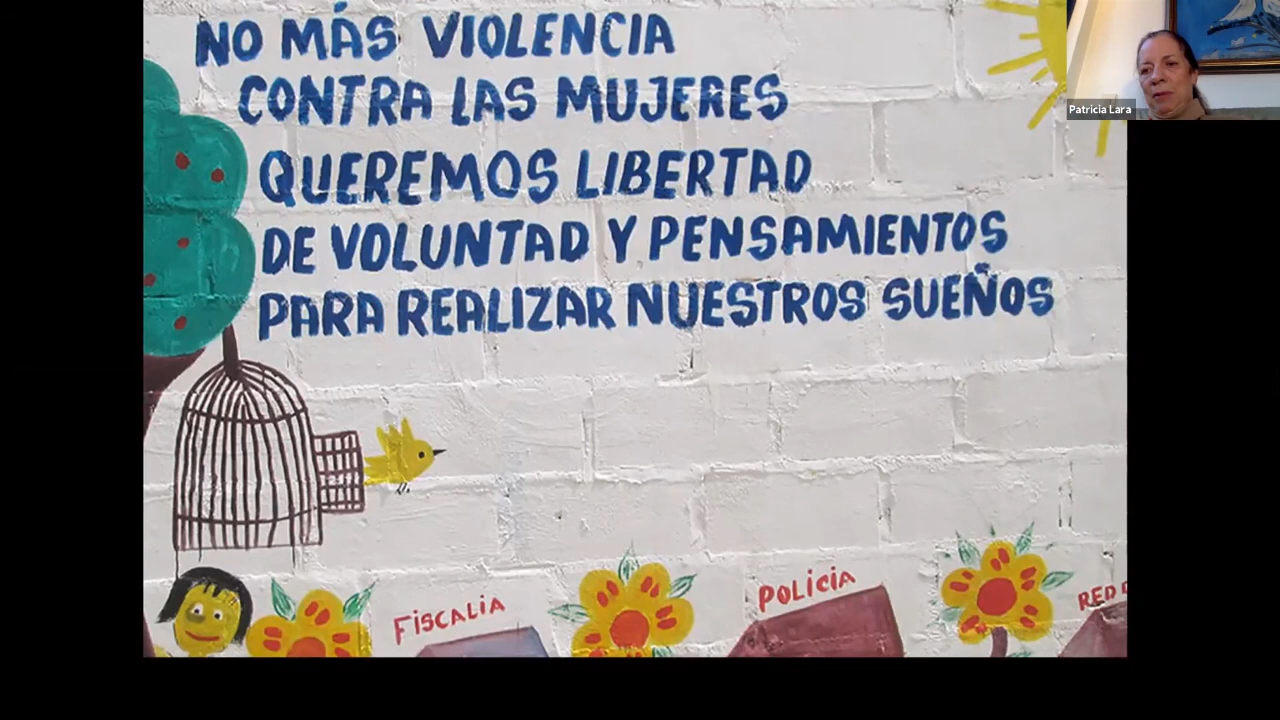 NO MÁS VIOLENCIA
CONTRA LAS MUJERES
QUEREMOS LIBERTAD
DE VOLUNTAD Y PENSAMIENTOS
PARA REALIZAR NUESTROS SUEÑOS
FiSCALIA
POLICIA
RED
Patricia Lara